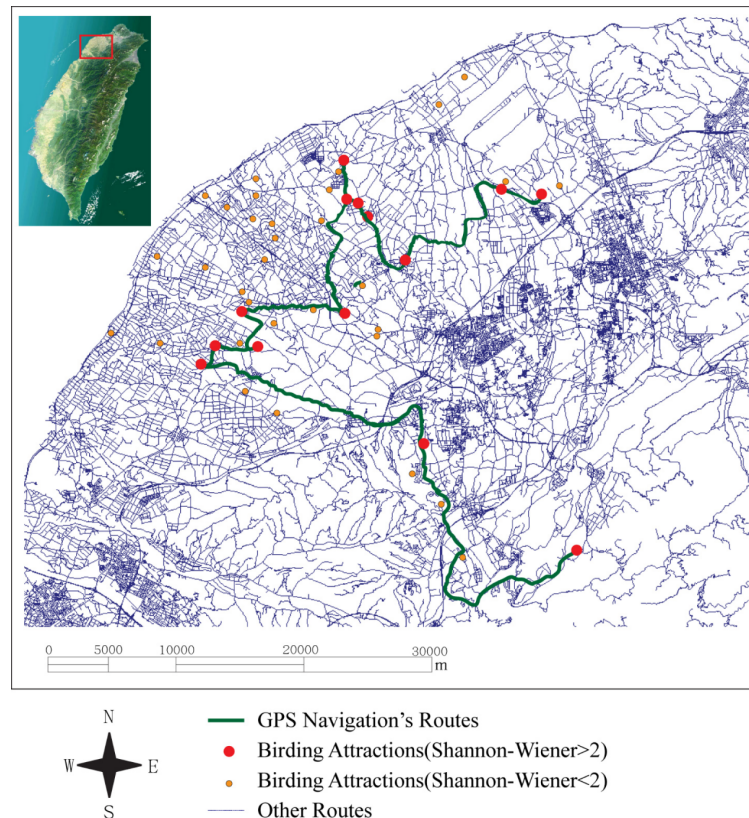 0 5000 10000 20000 30000
m
N
W E
S
GPS Navigation's Routes
Birding Attractions(Shannon-Wiener>2)
Birding Attractions(Shannon-Wiener<2)
Other Routes